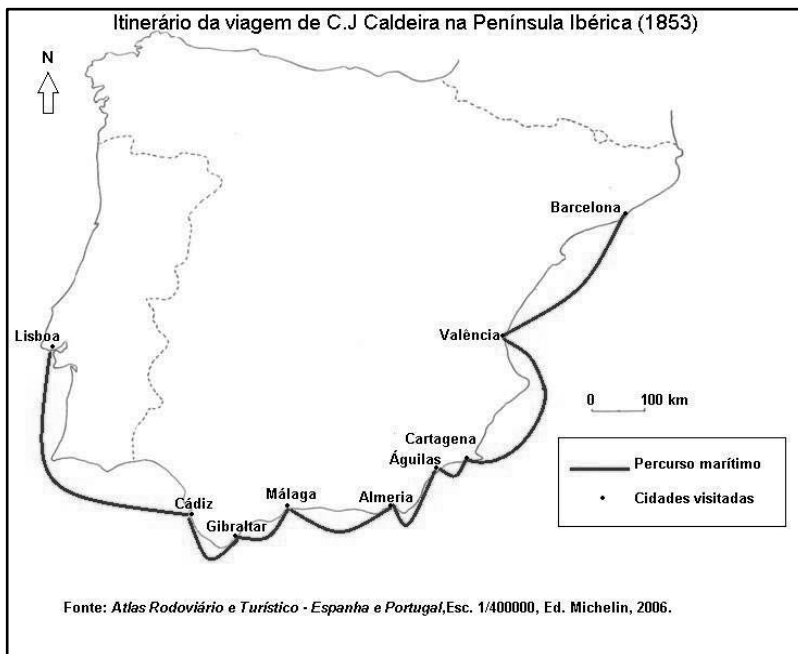 Itinerário da viagem de C.J Caldeira na Península Ibérica (1853)
N
Barcelona
Lisboa
Valência
0 100 km
Cartagena
Águilas
Percurso marítimo
Málaga
Almeria
Cádiz
Cidades visitadas
Gibraltar
Fonte: Atlas Rodoviário e Turístico - Espanha e Portugal,Esc. 1/400000, Ed. Michelin, 2006.